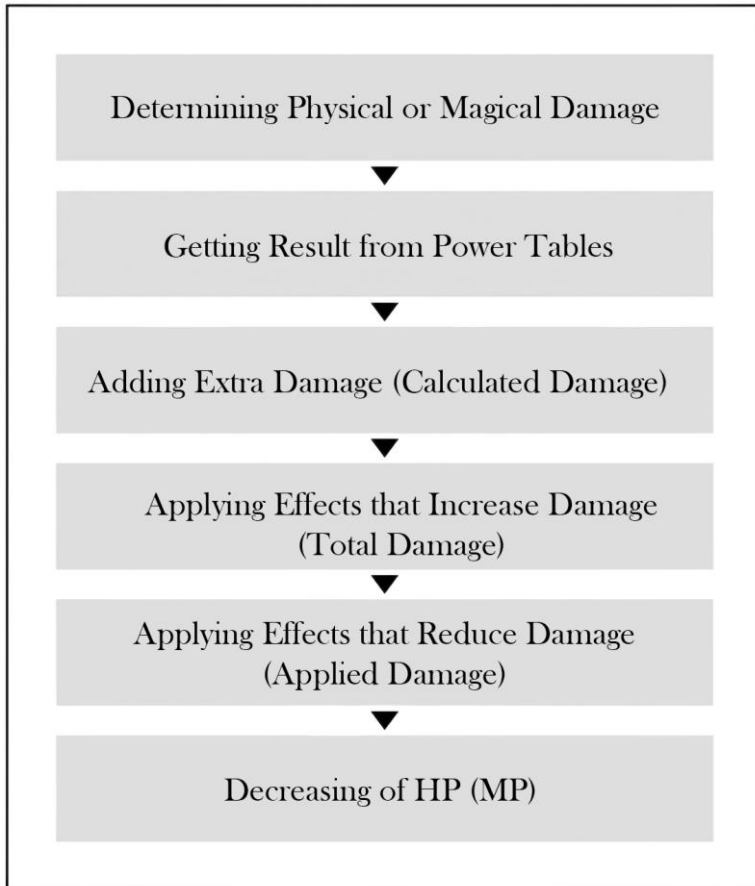 Determining Physical or Magical Damage
Getting Result from Power Tables
Adding Extra Damage (Calculated Damage)
Applying Effects that Increase Damage
(Total Damage)
Applying Effects that Reduce Damage
(Applied Damage)
Decreasing of HP (MP)